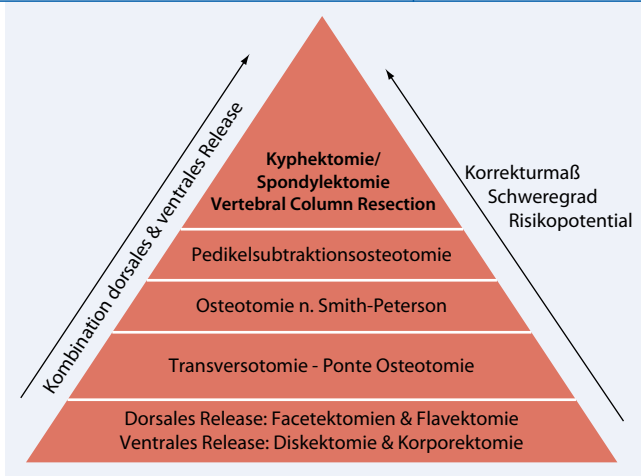 Kombination dorsales & ventrales Release
Korrekturmaß
Schweregrad
Risikopotential
Kyphektomie/
Spondylektomie
Vertebral Column Resection
Pedikelsubtraktionsosteotomie
Osteotomie n. Smith-Peterson
Transversotomie - Ponte Osteotomie
Dorsales Release: Facetektomien & Flavektomie
Ventrales Release: Diskektomie & Korporektomie